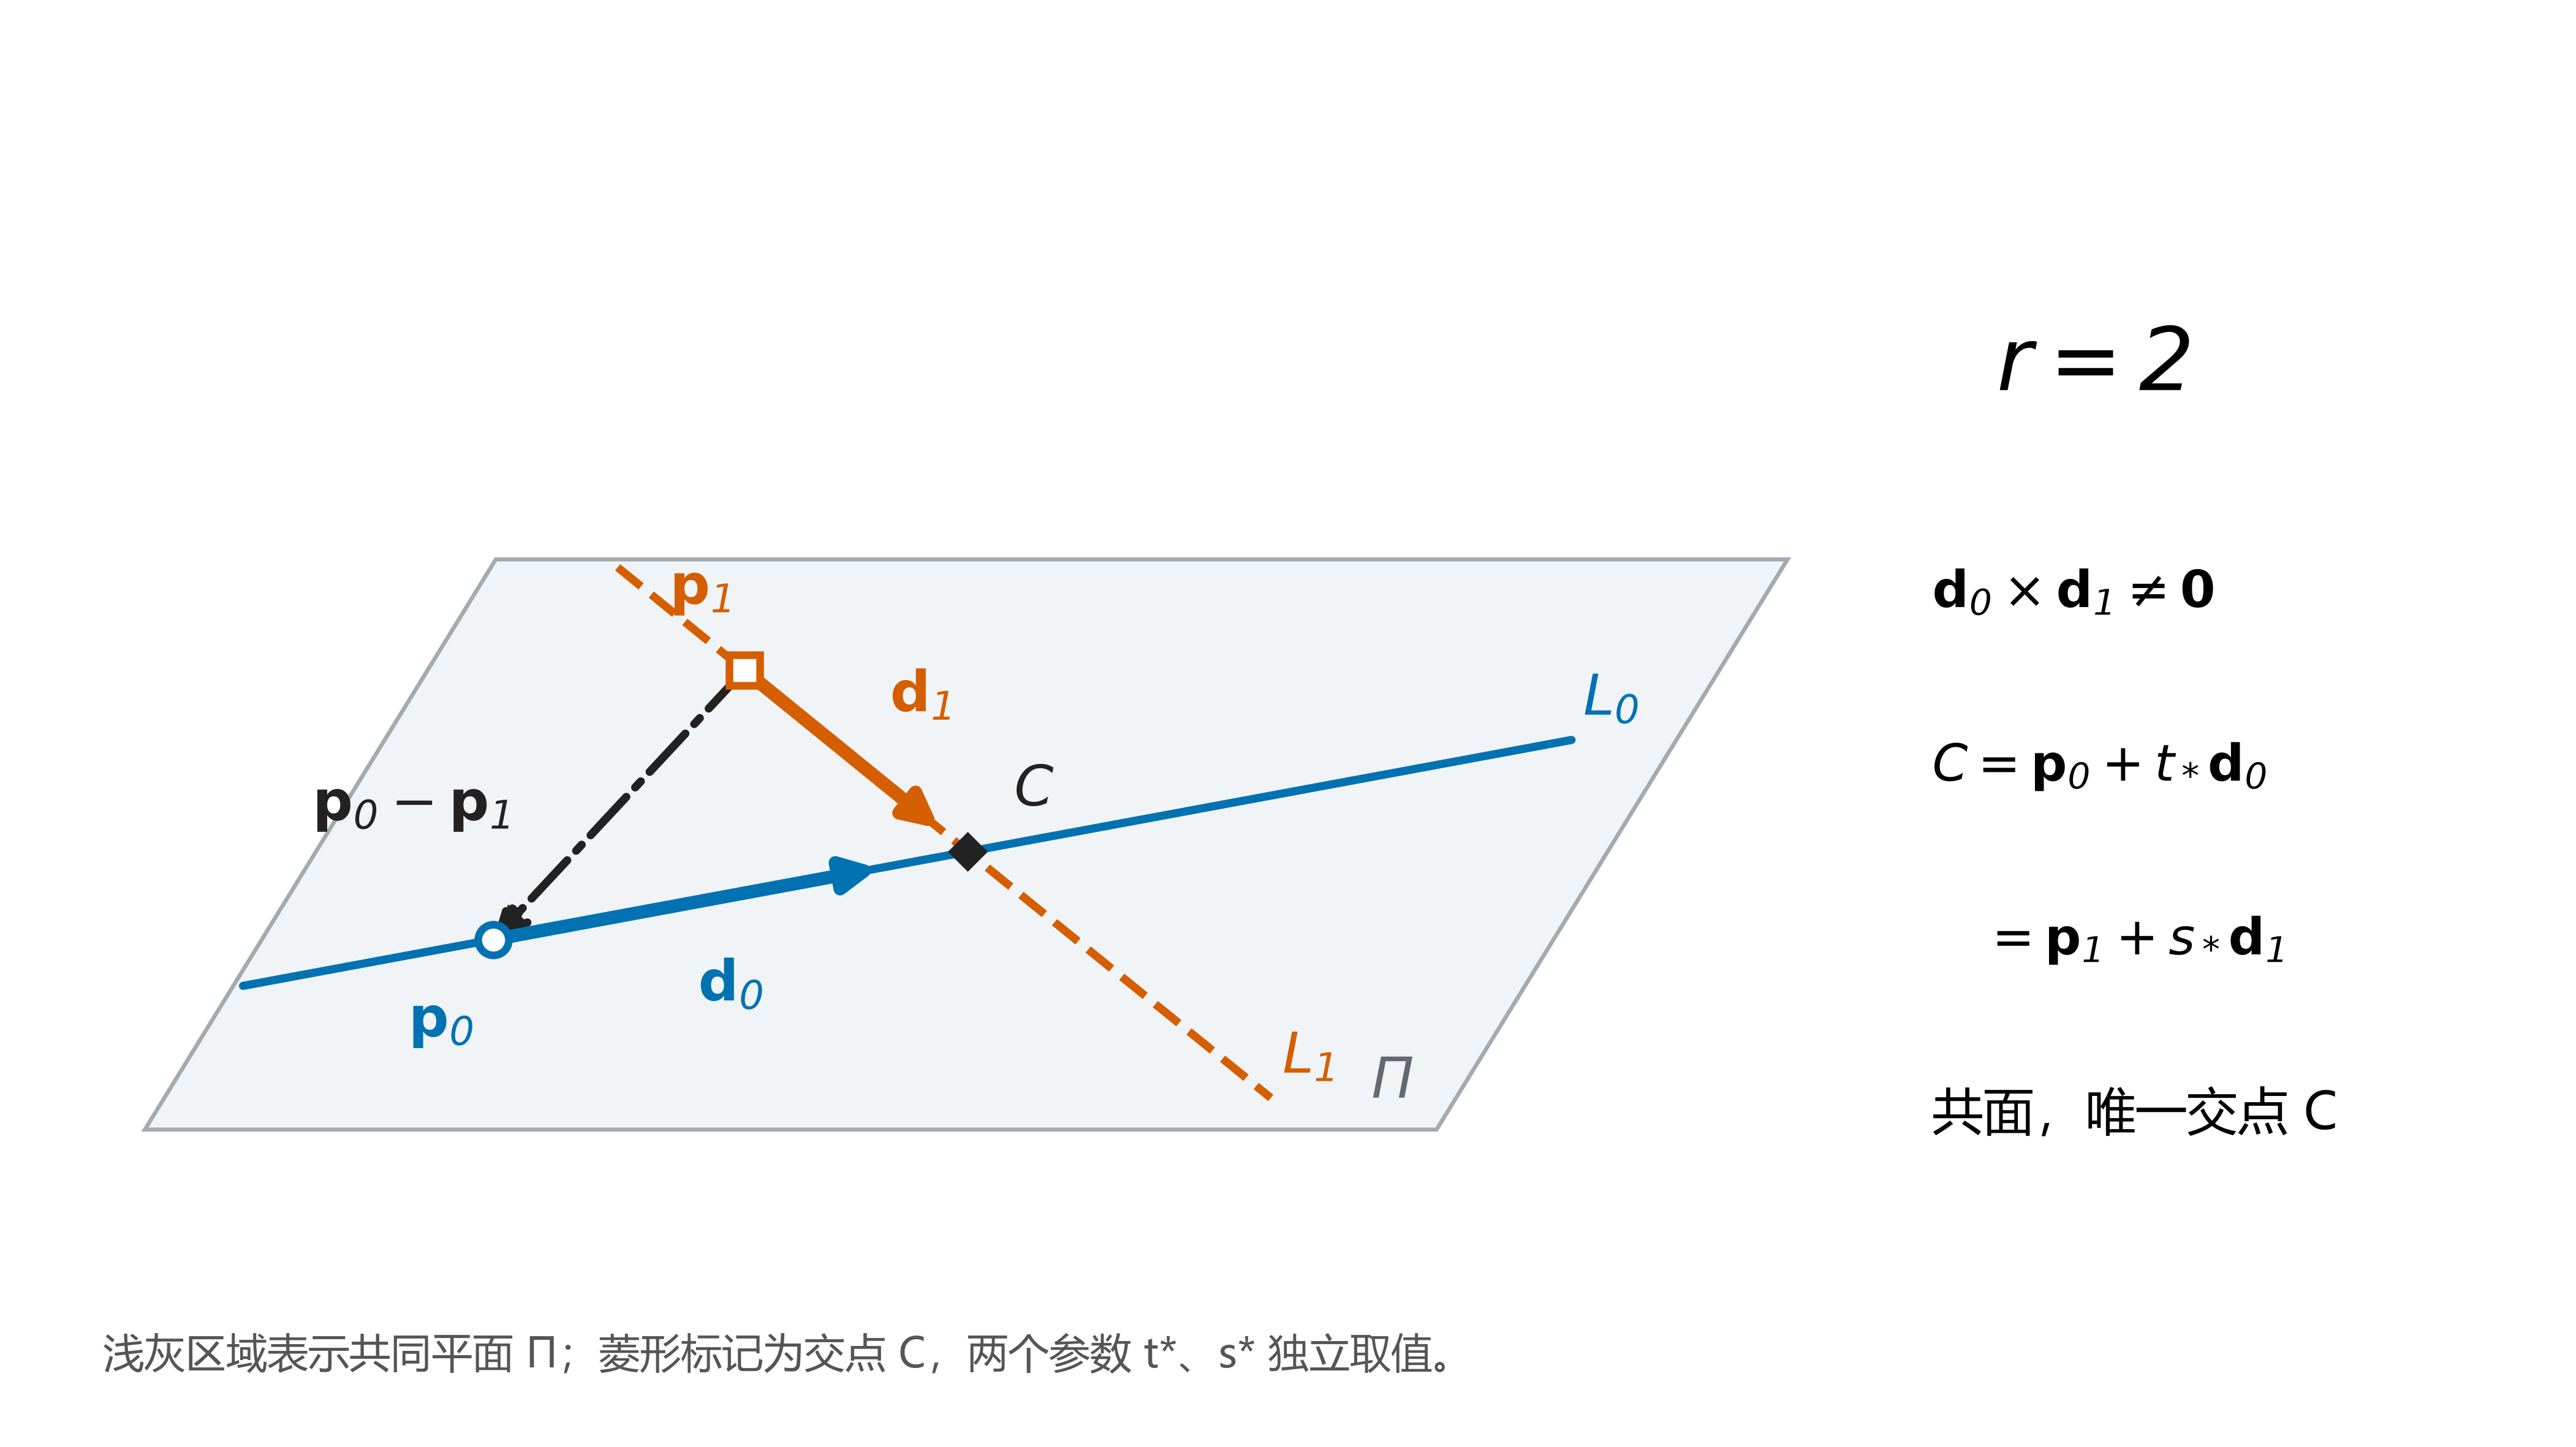 r = 2
p₁
d₁
L₀
d₀ × d₁ ≠ 0
C
C = p₀ + t* d₀
p₀ − p₁
d₀
= p₁ + s* d₁
p₀
L₁
Π
共面，唯一交点 C
浅灰区域表示共同平面 Π；菱形标记为交点 C，两个参数 t*、s* 独立取值。